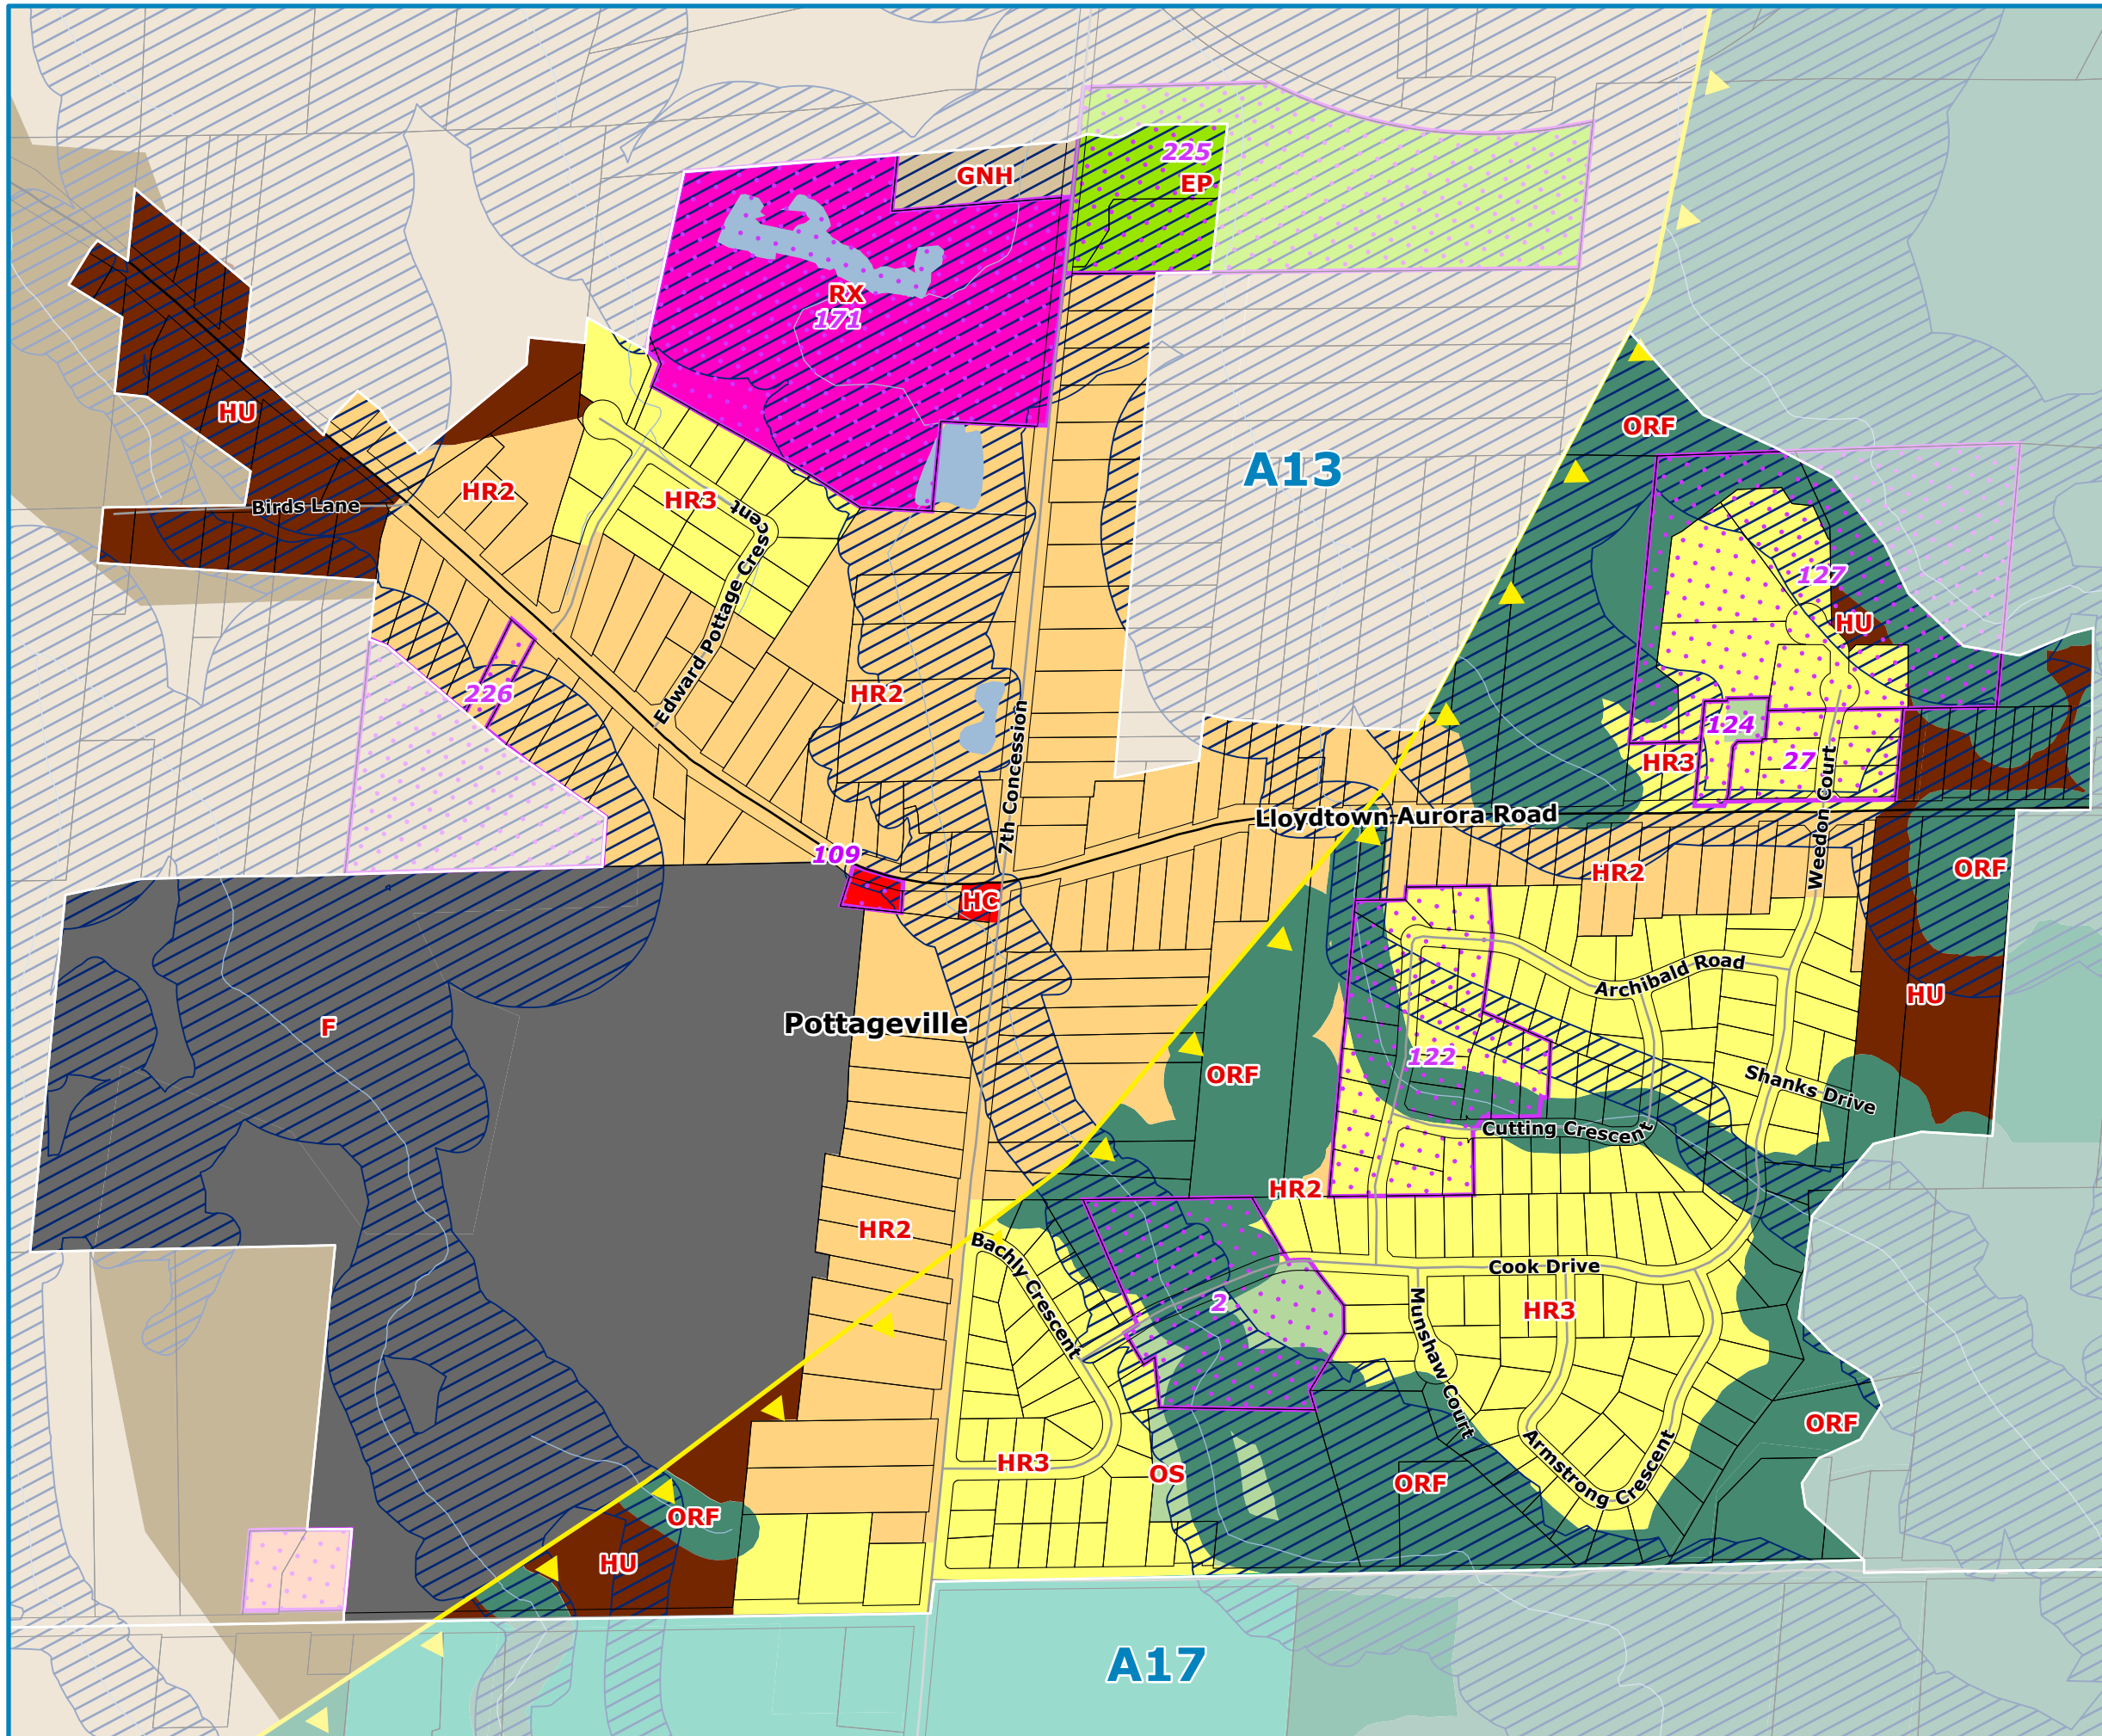 225
GNH
EP
RX
171
HU
ORF
A13
HR2
HR3
Birds Lane
Edward Pottage Crescent
127
HU
226
HR2
124
HR3
27
7th Concession
Lloydtown Aurora Road
Weedon Court
109
HC
HR2
ORF
Archibald Road
HU
F
Pottageville
122
ORF
Shanks Drive
Cutting Crescent
HR2
HR2
Bachly Crescent
Cook Drive
2
Munshaw Court
HR3
ORF
HR3
OS
ORF
Armstrong Crescent
ORF
HU
A17